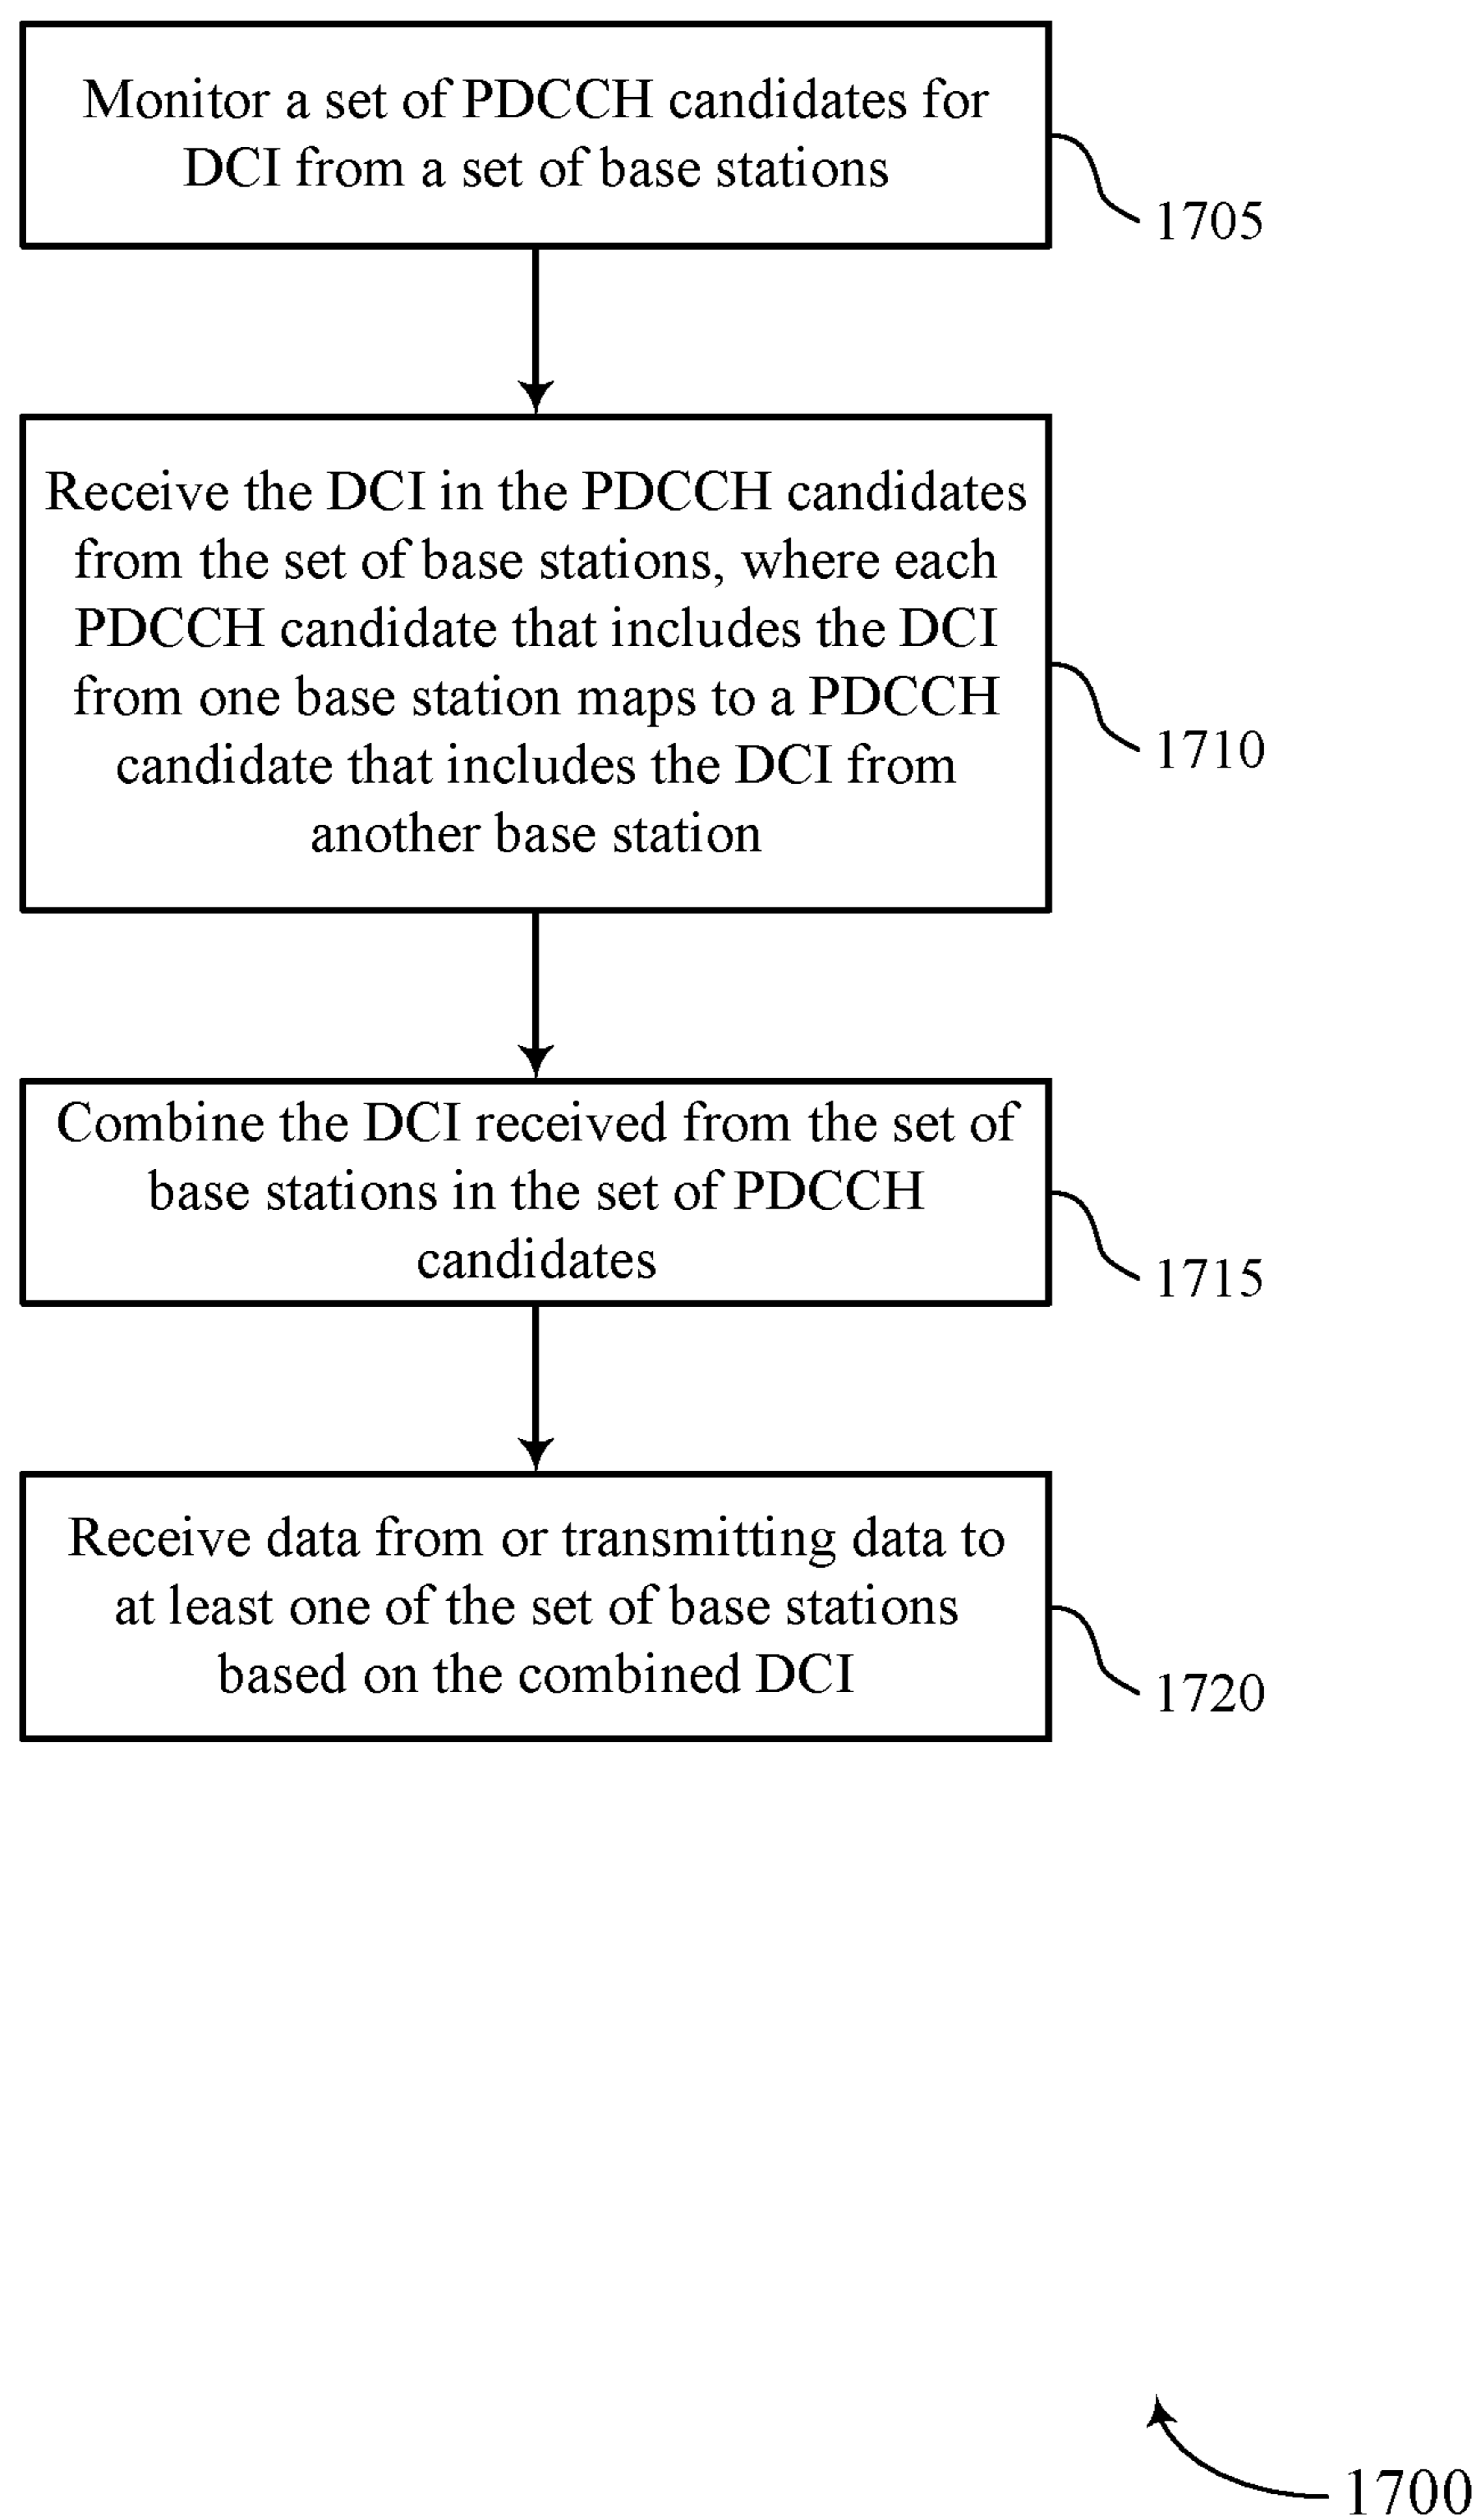 Monitor a set of PDCCH candidates for
DCI from a set of base stations
1705
Receive the DCI in the PDCCH candidates
from the set of base stations, where each
PDCCH candidate that includes the DCI
from one base station maps to a PDCCH
candidate that includes the DCI from
another base station
1710
Combine the DCI received from the set of
base stations in the set of PDCCH
candidates
1715
Receive data from or transmitting data to
at least one of the set of base stations
based on the combined DCI
1720
1700